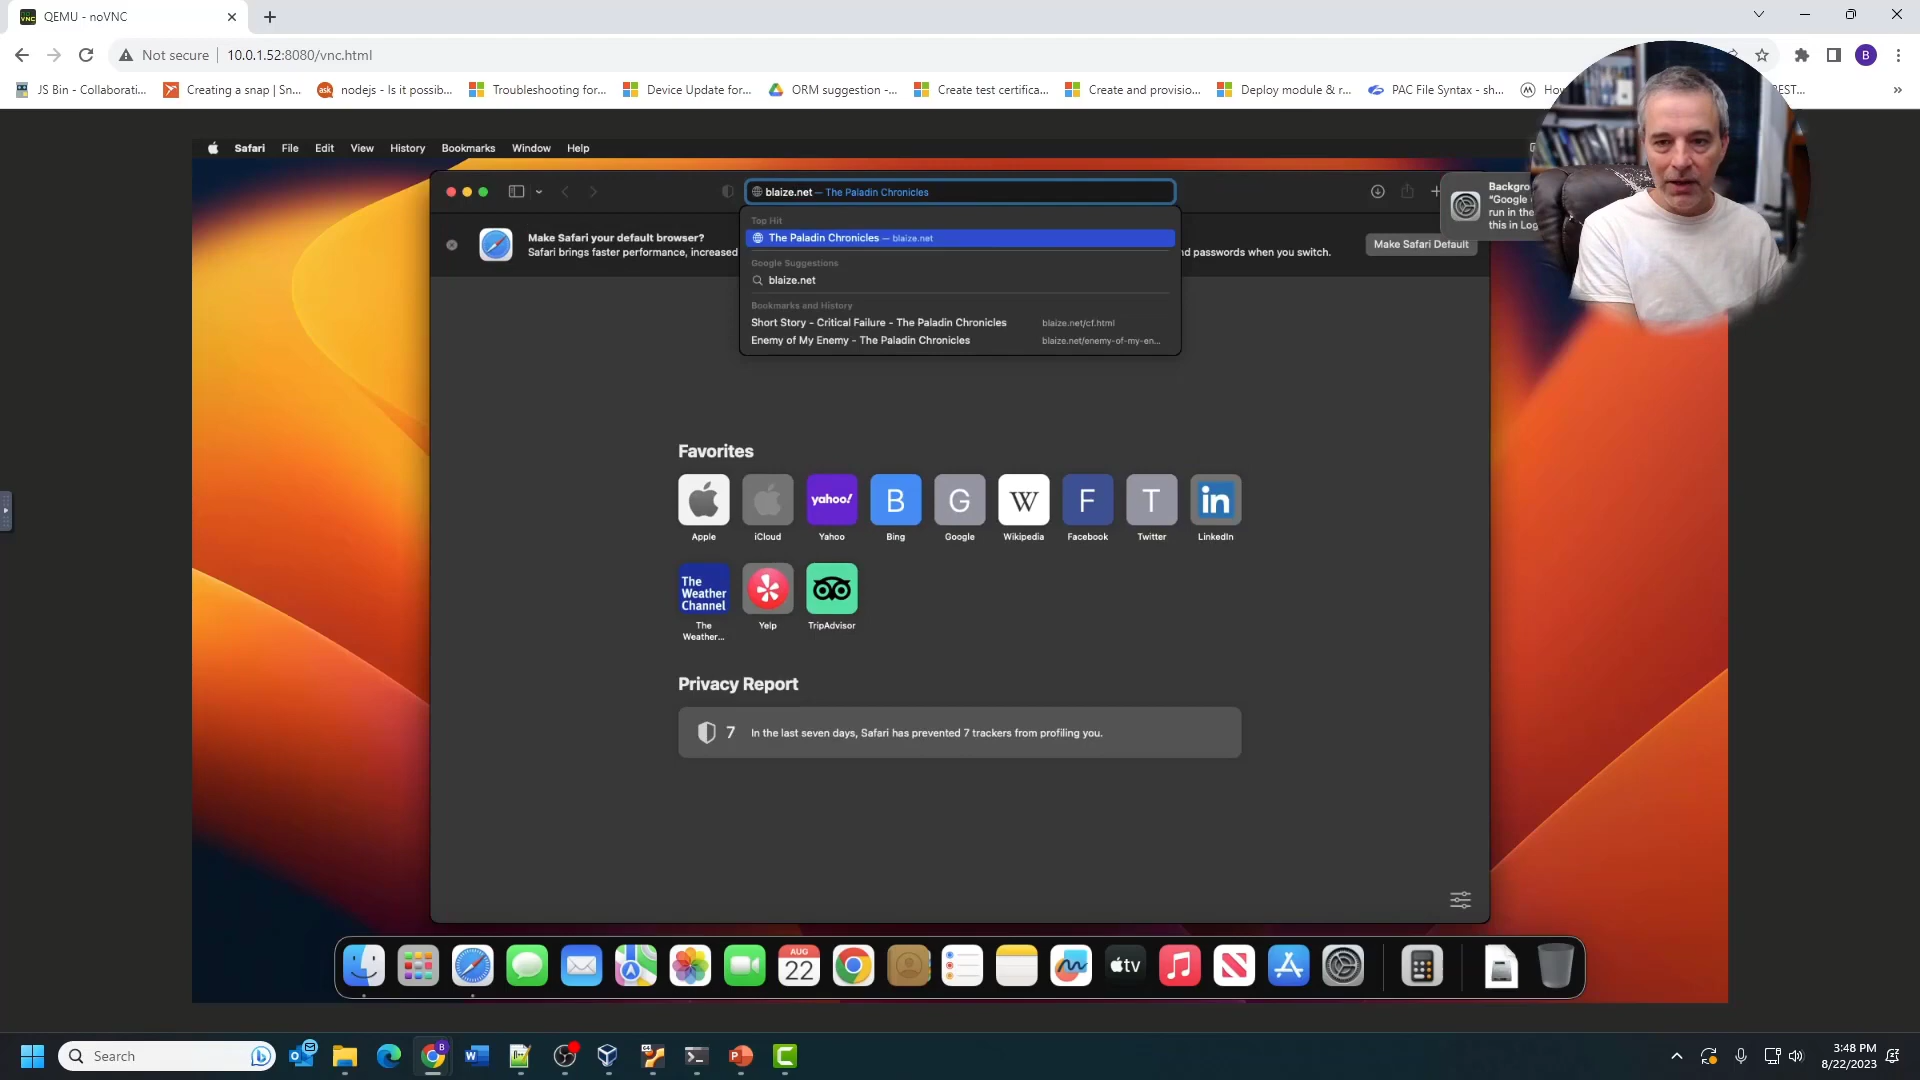 QEMU - noVNC
Not secure
10.0.1.52:8080/vnc.html
B
JS Bin - Collaborati...
Creating a snap | Sn...
nodejs - Is it possib...
Troubleshooting for...
Device Update for...
ORM suggestion -...
Create test certifica...
Create and provisio...
Deploy module & r...
PAC File Syntax - sh...
Safari File Edit View History Bookmarks Window Help
blaize.net — The Paladin Chronicles
Top Hit
The Paladin Chronicles — blaize.net
Google Suggestions
blaize.net
Bookmarks and History
Short Story - Critical Failure - The Paladin Chronicles blaize.net/cf.html
Enemy of My Enemy - The Paladin Chronicles blaize.net/enemy-of-my-en...
Make Safari your default browser?
Safari brings faster performance, increased
nd passwords when you switch.
Make Safari Default
"Google
run in the
this in Log
Favorites
yahoo! B G W F T in
Apple iCloud Yahoo Bing Google Wikipedia Facebook Twitter LinkedIn
The
Weather
Channel
The
Weather...
Yelp
TripAdvisor
Privacy Report
7 In the last seven days, Safari has prevented 7 trackers from profiling you.
AUG
22
tv
Search
3:48 PM
8/22/2023